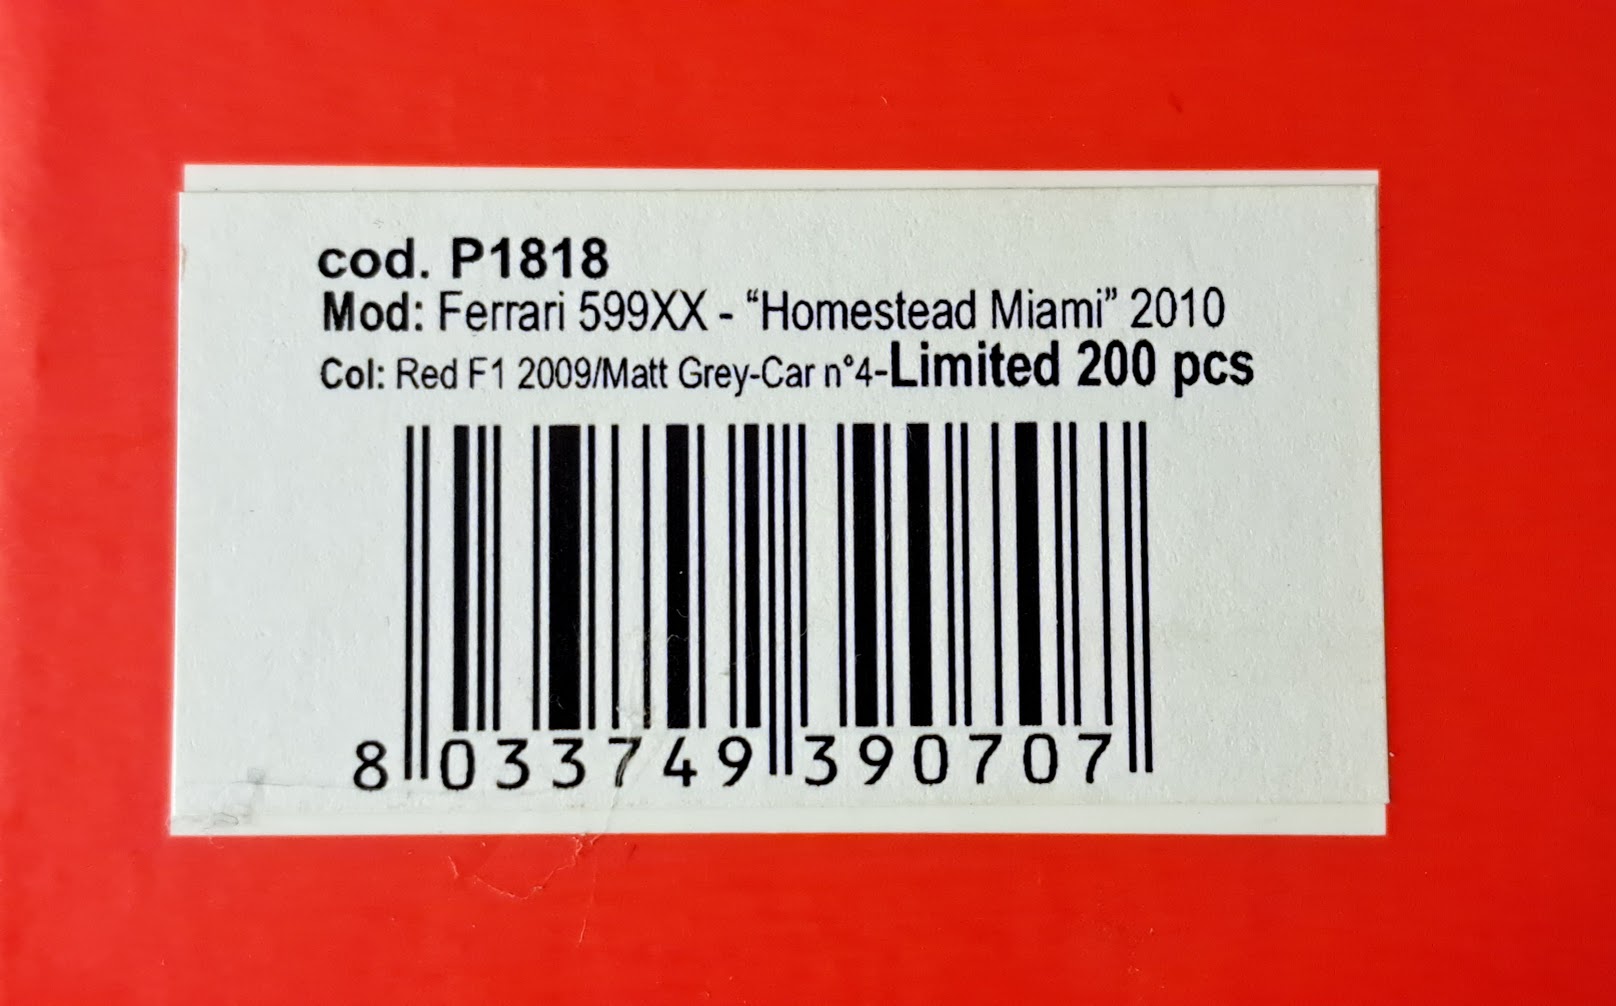 cod. P1818
Mod: Ferrari 599XX - “Homestead Miami” 2010
Col: Red F1 2009/Matt Grey-Car n°4-Limited 200 pcs
8 033749 390707